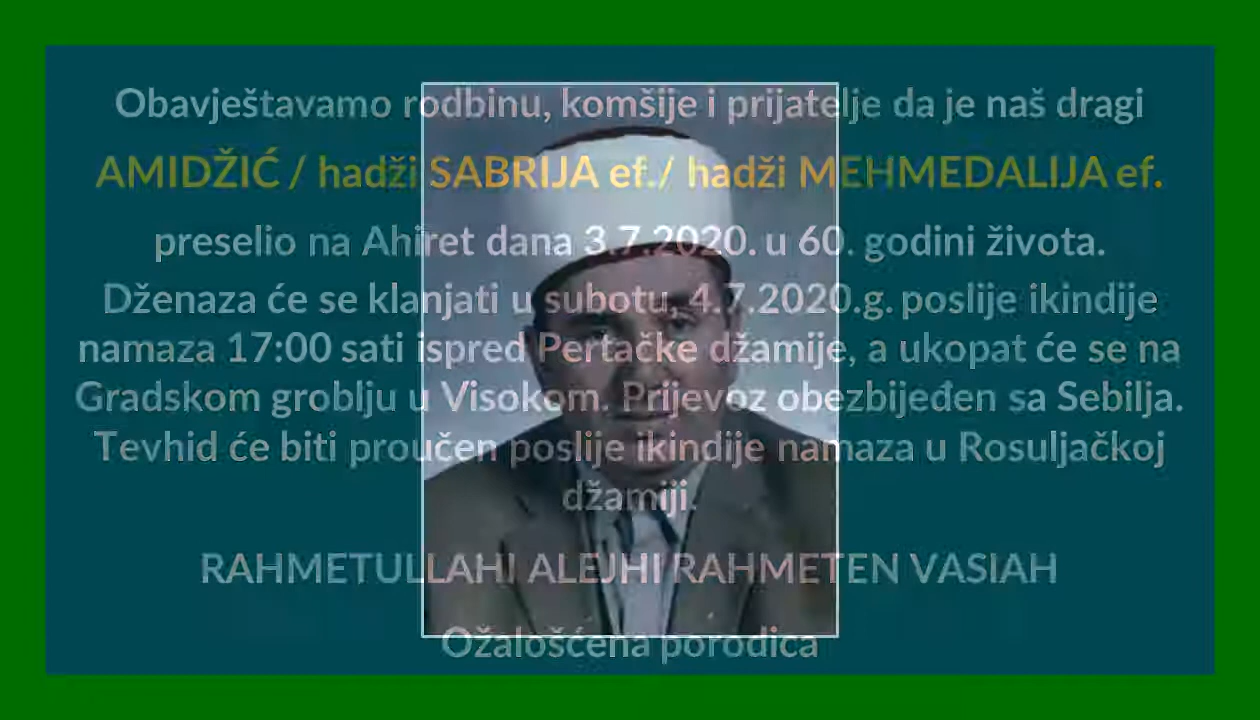 Obavještavamo rodbinu, komšije i prijatelje da je naš dragi
AMIDŽIĆ / hadži SABRIJA ef./ hadži MEHMEDALIJA ef.
preselio na Ahiret dana 3.7.2020. u 60. godini života.
Dženaza će se klanjati u subotu, 4.7.2020.g. poslije ikindije
namaza 17:00 sati ispred Pertačke džamije, a ukopat će se na
Gradskom groblju u Visokom. Prijevoz obezbijeđen sa Sebilja.
Tevhid će biti proučen poslije ikindije namaza u Rosuljačkoj
džamiji.
RAHMETULLAHI ALEJHI RAHMETEN VASIAH
Ožalošćena porodica